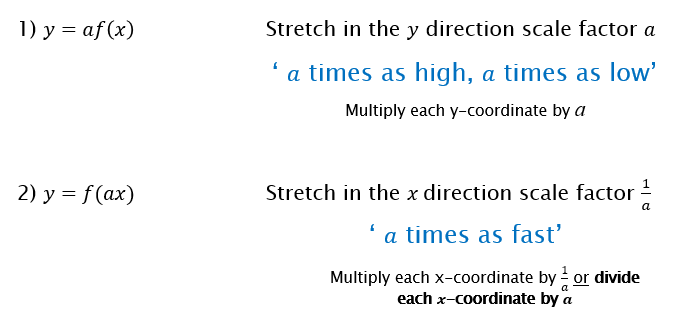 1) y = af(x)
Stretch in the y direction scale factor a
‘ a times as high, a times as low’
Multiply each y-coordinate by a
2) y = f(ax)
Stretch in the x direction scale factor 1/a
‘ a times as fast’
Multiply each x-coordinate by 1/a or divide
each x-coordinate by a